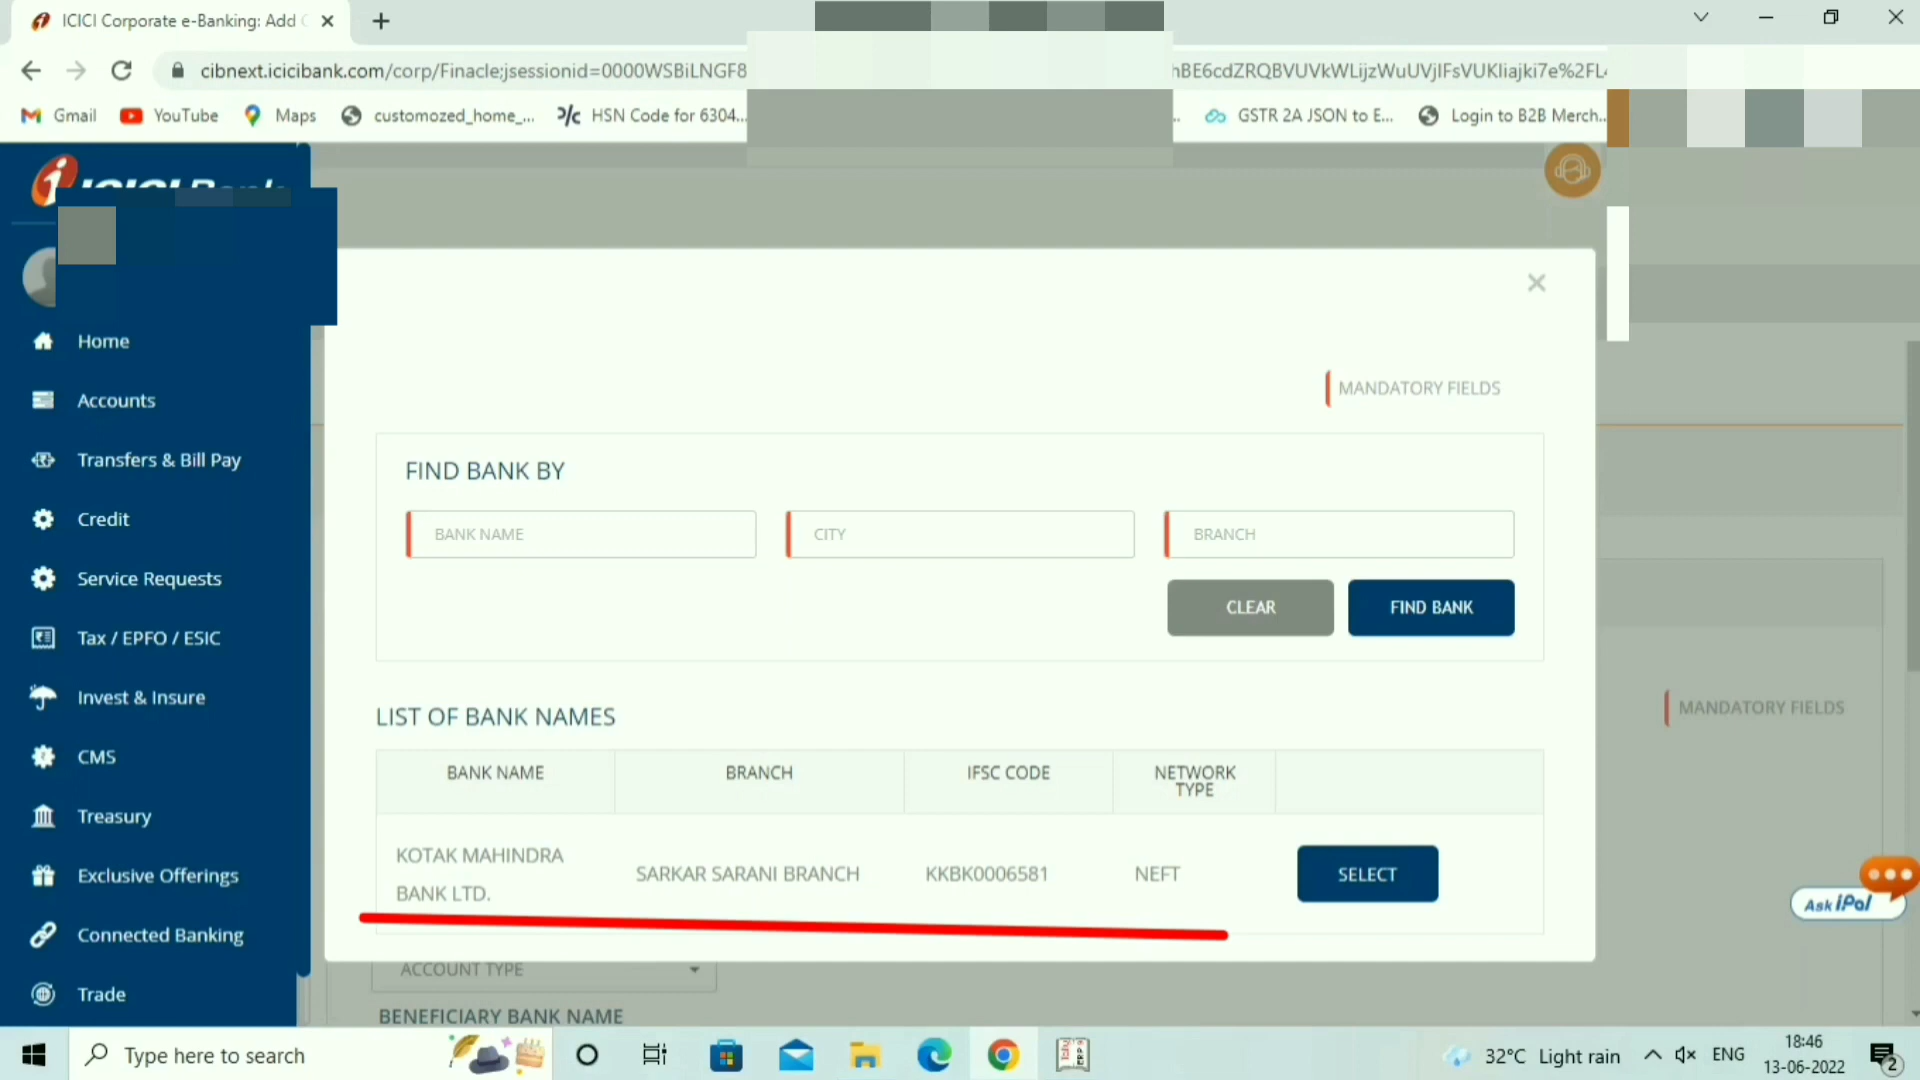 ICICI Corporate e-Banking: Add
cibnext.icicibank.com/corp/Finacle;jsessionid=0000WSBiLNGF8
hBE6cdZRQBVUVkWLijzWuUVjIFsVUKliajki7e%2FL
Gmail
YouTube
Maps
customozed_home_...
HSN Code for 6304...
GSTR 2A JSON to E...
Login to B2B Merch...
ICICI Bank
Home
Accounts
Transfers & Bill Pay
Credit
Service Requests
Tax / EPFO / ESIC
Invest & Insure
CMS
Treasury
Exclusive Offerings
Connected Banking
Trade
MANDATORY FIELDS
FIND BANK BY
BANK NAME
CITY
BRANCH
CLEAR
FIND BANK
LIST OF BANK NAMES
BANK NAME
BRANCH
IFSC CODE
NETWORK
TYPE
KOTAK MAHINDRA
BANK LTD.
SARKAR SARANI BRANCH
KKBK0006581
NEFT
SELECT
MANDATORY FIELDS
Ask iPal
ACCOUNT TYPE
BENEFICIARY BANK NAME
Type here to search
32°C Light rain
ENG
18:46
13-06-2022
2